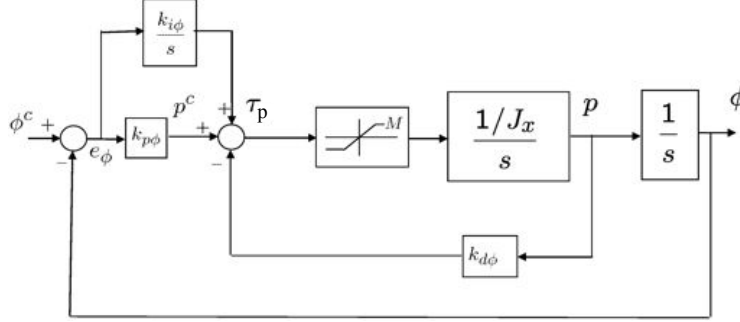 k_{iφ}
s
φ^c + e_φ k_{pφ} p^c + + τ_p M 1/J_x p 1 φ
s s
− −
k_{dφ}